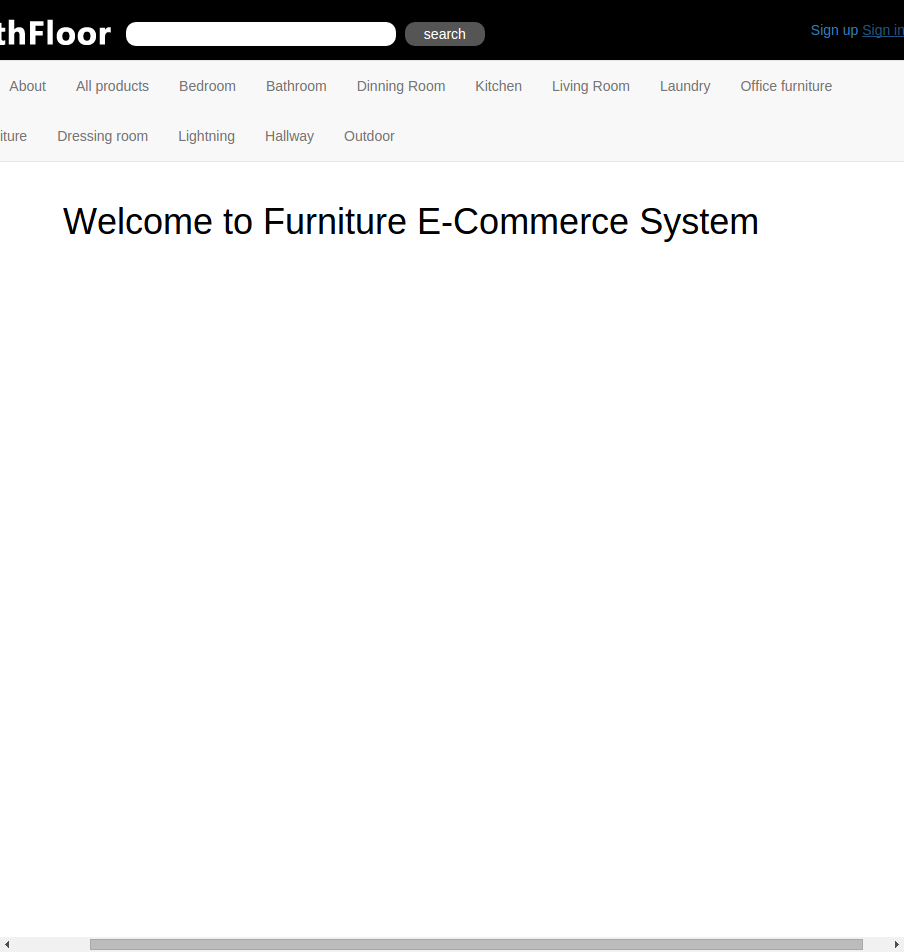 thFloor
search
Sign up Sign in
About All products Bedroom Bathroom Dinning Room Kitchen Living Room Laundry Office furniture
iture Dressing room Lightning Hallway Outdoor
Welcome to Furniture E-Commerce System